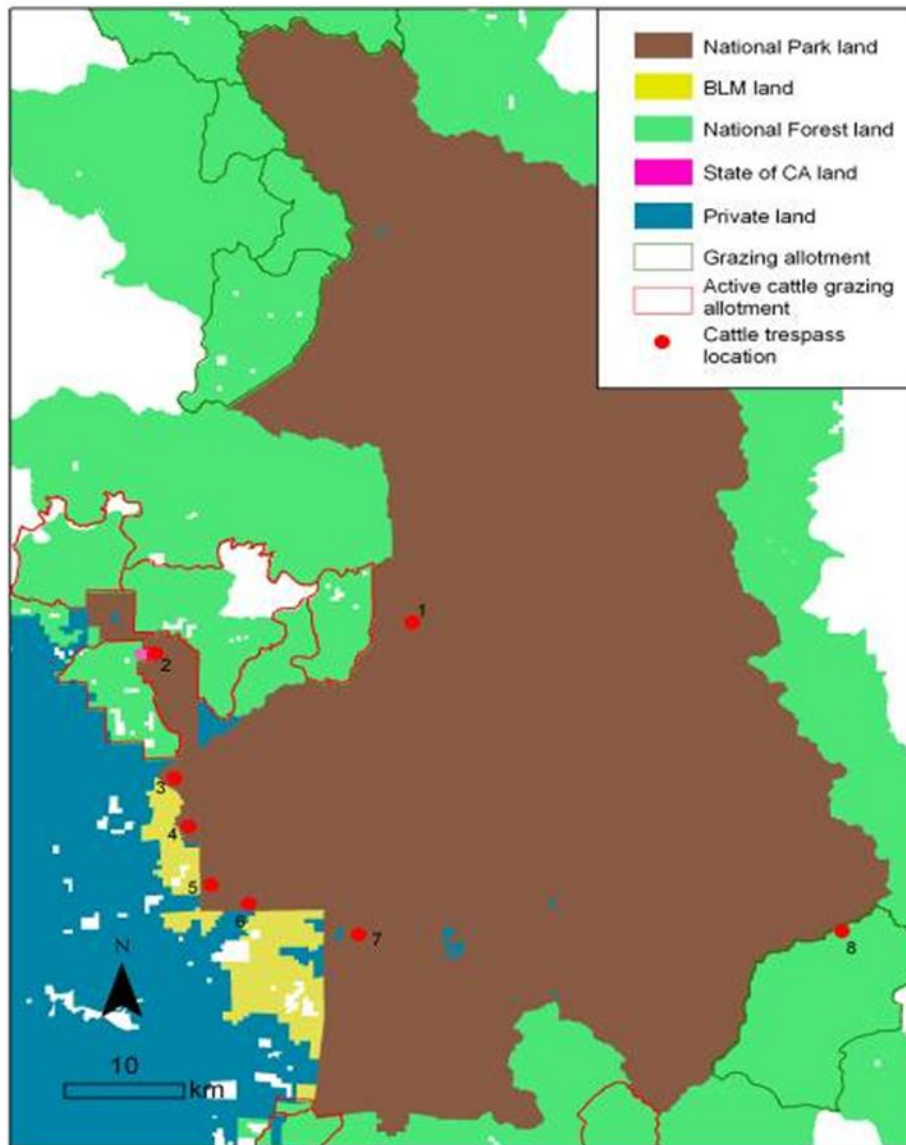 National Park land
BLM land
National Forest land
State of CA land
Private land
Grazing allotment
Active cattle grazing
allotment
Cattle trespass
location
1
2
3
4
5
6
7
8
N
10
km